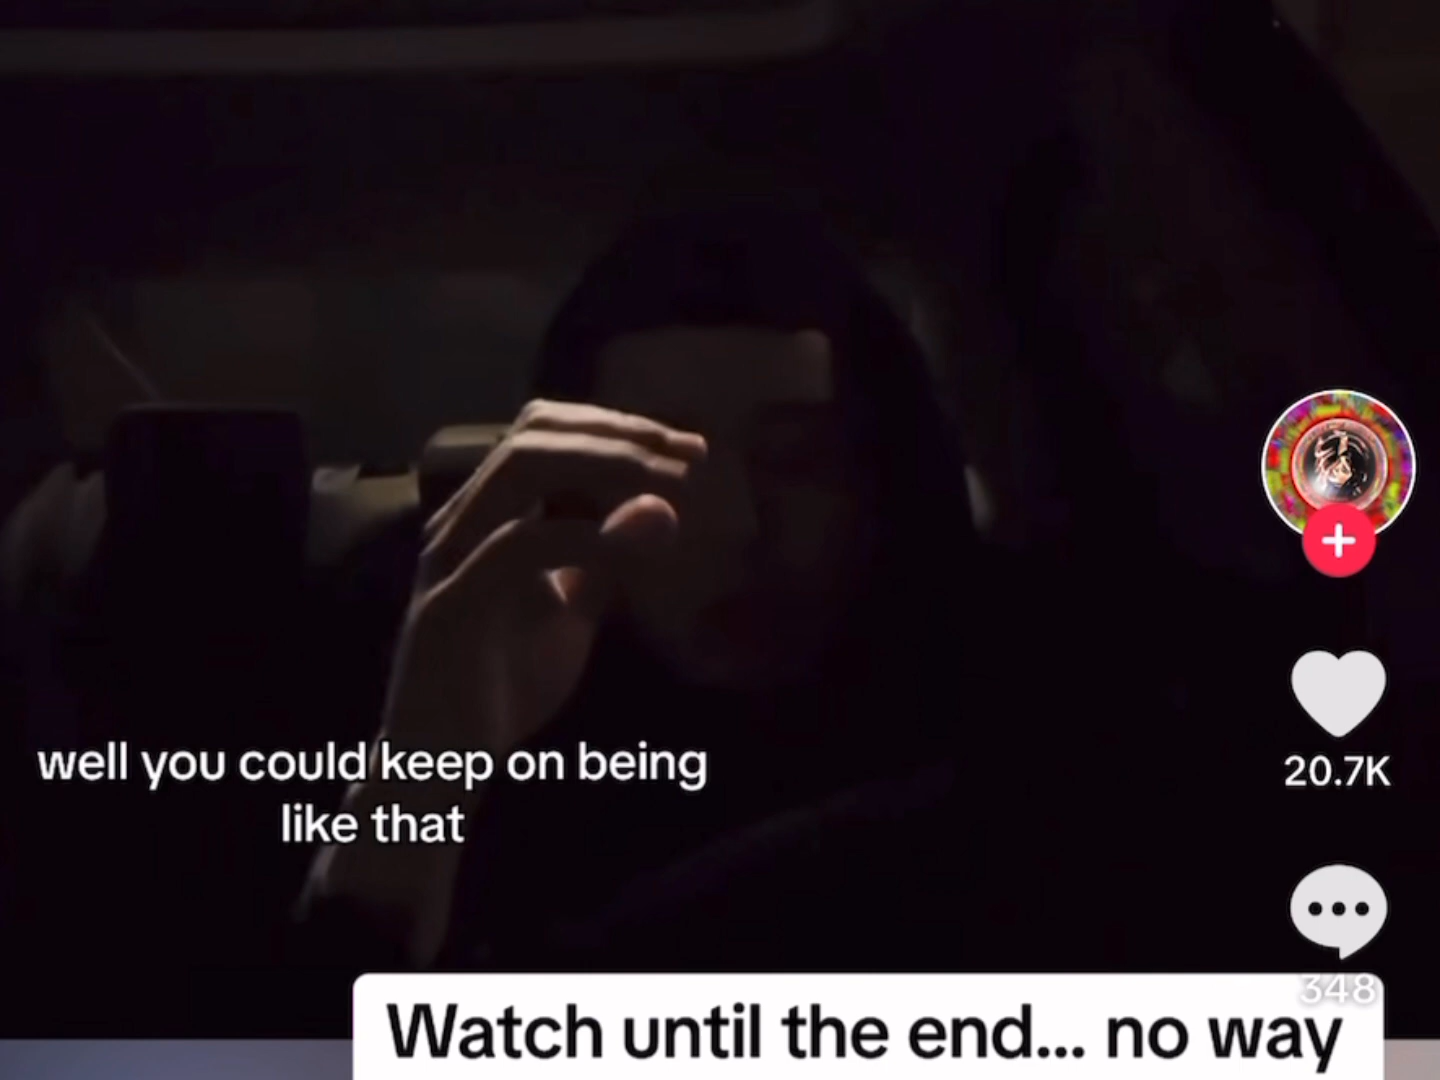 well you could keep on being
like that
20.7K
348
Watch until the end... no way